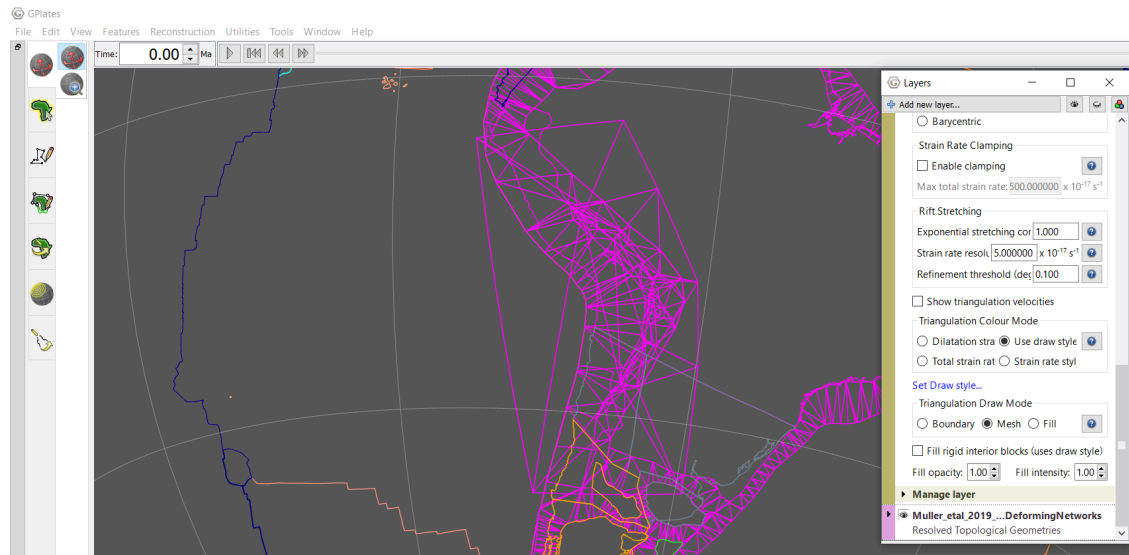 GPlates
File Edit View Features Reconstruction Utilities Tools Window Help
Time: 0.00 Ma
Layers
Add new layer...
Barycentric
Strain Rate Clamping
Enable clamping
Max total strain rate: 500.000000 x 10⁻¹⁷ s⁻¹
Rift Stretching
Exponential stretching cor 1.000
Strain rate resolu 5.000000 x 10⁻¹⁷ s⁻¹
Refinement threshold (deg 0.100
Show triangulation velocities
Triangulation Colour Mode
Dilatation stra Use draw style
Total strain rat Strain rate styl
Set Draw style...
Triangulation Draw Mode
Boundary Mesh Fill
Fill rigid interior blocks (uses draw style)
Fill opacity: 1.00 Fill intensity: 1.00
Manage layer
Muller_etal_2019_...DeformingNetworks
Resolved Topological Geometries